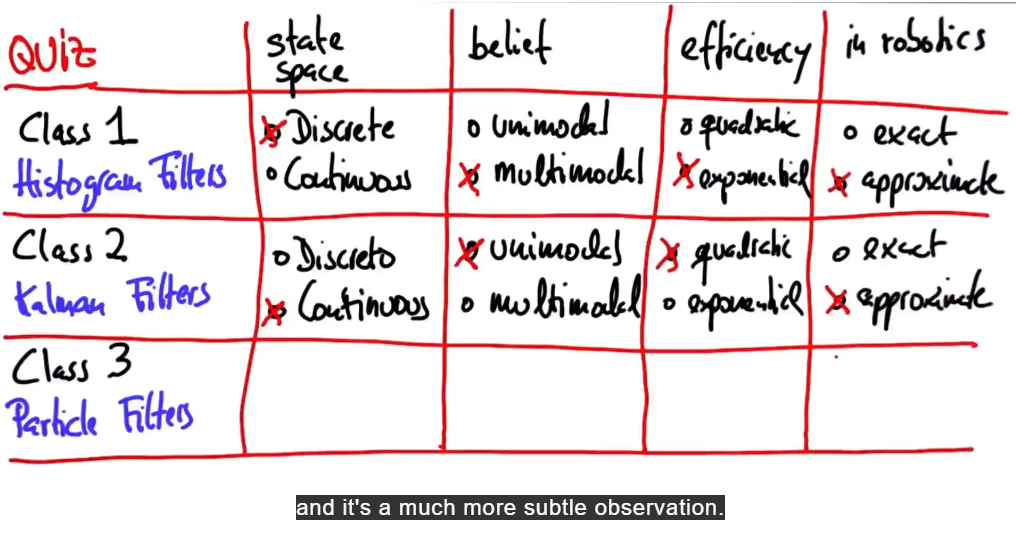 QUIZ
state space
belief
efficiency
in robotics
Class 1
Histogram Filters
Discrete
Continuous
unimodal
multimodal
quadratic
exponential
exact
approximate
Class 2
Kalman Filters
Discrete
Continuous
unimodal
multimodal
quadratic
exponential
exact
approximate
Class 3
Particle Filters
and it's a much more subtle observation.